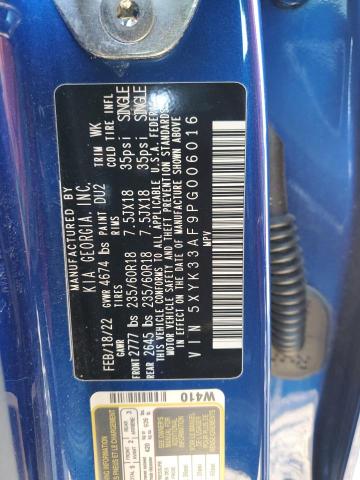 MANUFACTURED BY
KIA GEORGIA, INC.
FEB/18/22 GVWR 4674 lbs PAINT DU2 TRIM WK
GAWR TIRES RIMS COLD TIRE INFL
FRONT 2777 lbs 235/60R18 7.5JX18 35psi SINGLE
REAR 2645 lbs 235/60R18 7.5JX18 35psi SINGLE
THIS VEHICLE CONFORMS TO ALL APPLICABLE U.S.A. FEDERAL
MOTOR VEHICLE SAFETY AND THEFT PREVENTION STANDARDS
IN EFFECT ON THE DATE OF MANUFACTURE SHOWN ABOVE.
VIN 5XYK33AF9PG006016
MPV
W410